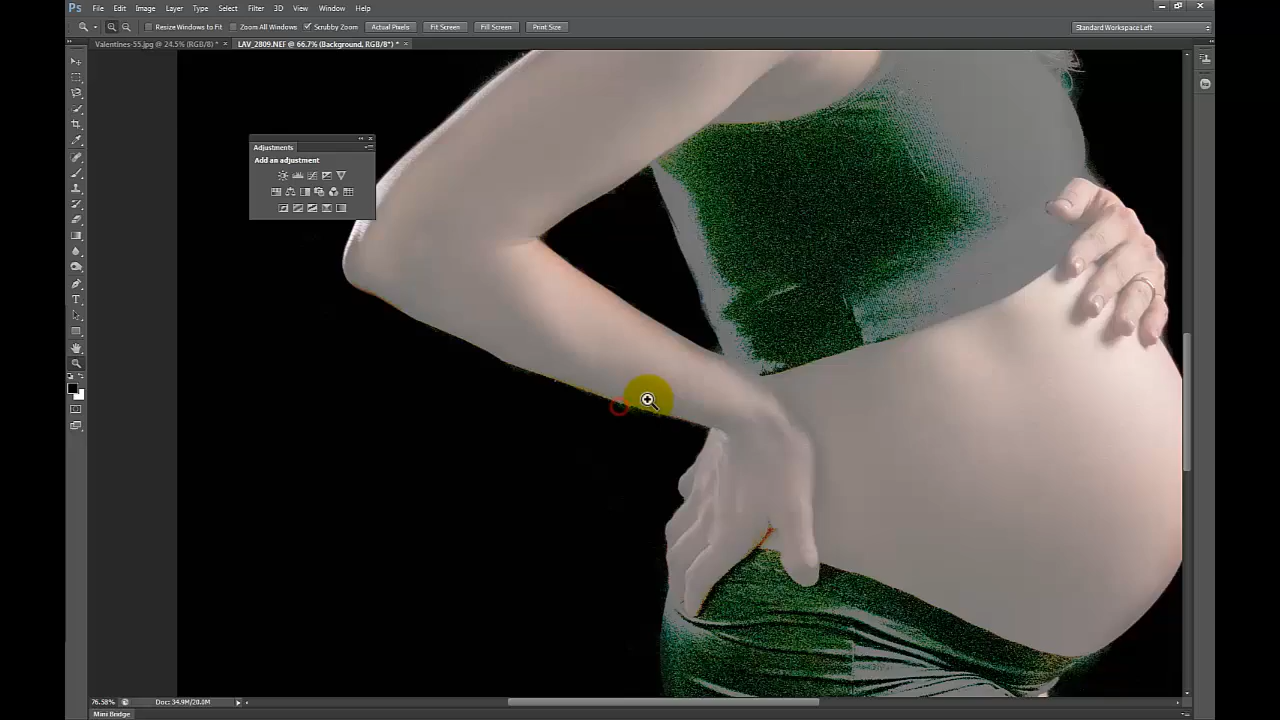 Ps File Edit Image Layer Type Select Filter 3D View Window Help
Resize Windows to Fit Zoom All Windows Scrubby Zoom Actual Pixels Fit Screen Fill Screen Print Size Standard Workspace Left
Valentines-55.jpg @ 24.5% (RGB/8) * × LAV_2809.NEF @ 66.7% (Background, RGB/8*) * ×
Adjustments
Add an adjustment
76.58% Doc: 34.9M/20.0M
Mini Bridge